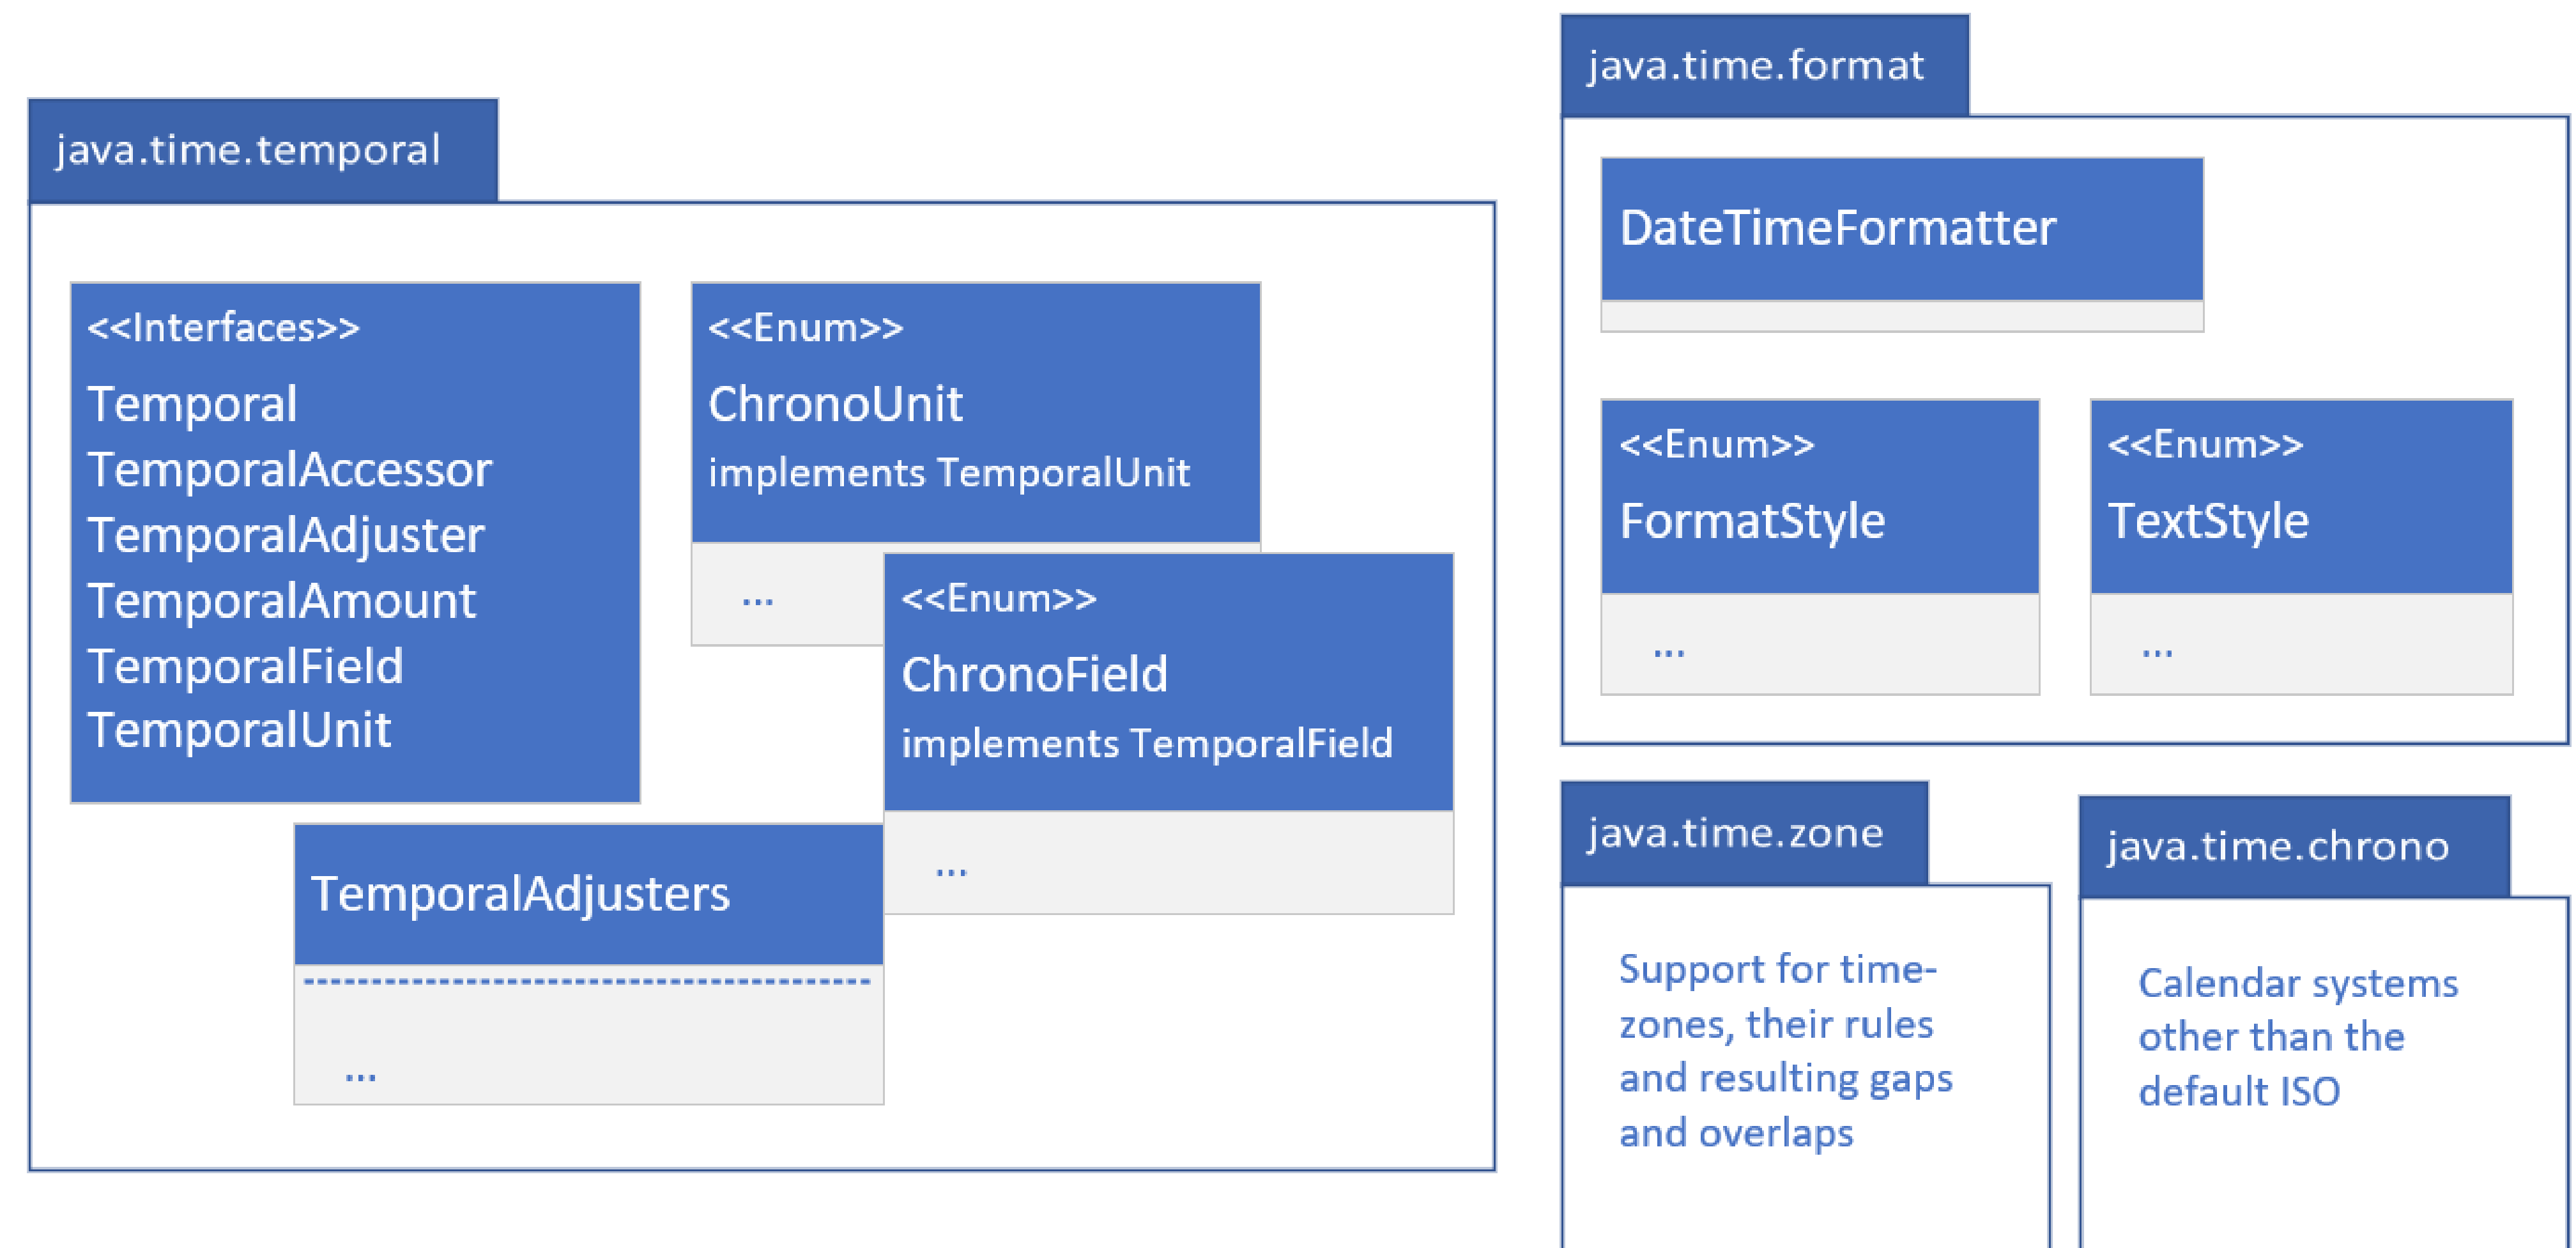 java.time.temporal
<<Interfaces>>
Temporal
TemporalAccessor
TemporalAdjuster
TemporalAmount
TemporalField
TemporalUnit
<<Enum>>
ChronoUnit
implements TemporalUnit
...
<<Enum>>
ChronoField
implements TemporalField
...
TemporalAdjusters
...
java.time.format
DateTimeFormatter
<<Enum>>
FormatStyle
...
<<Enum>>
TextStyle
...
java.time.zone
Support for time-
zones, their rules
and resulting gaps
and overlaps
java.time.chrono
Calendar systems
other than the
default ISO